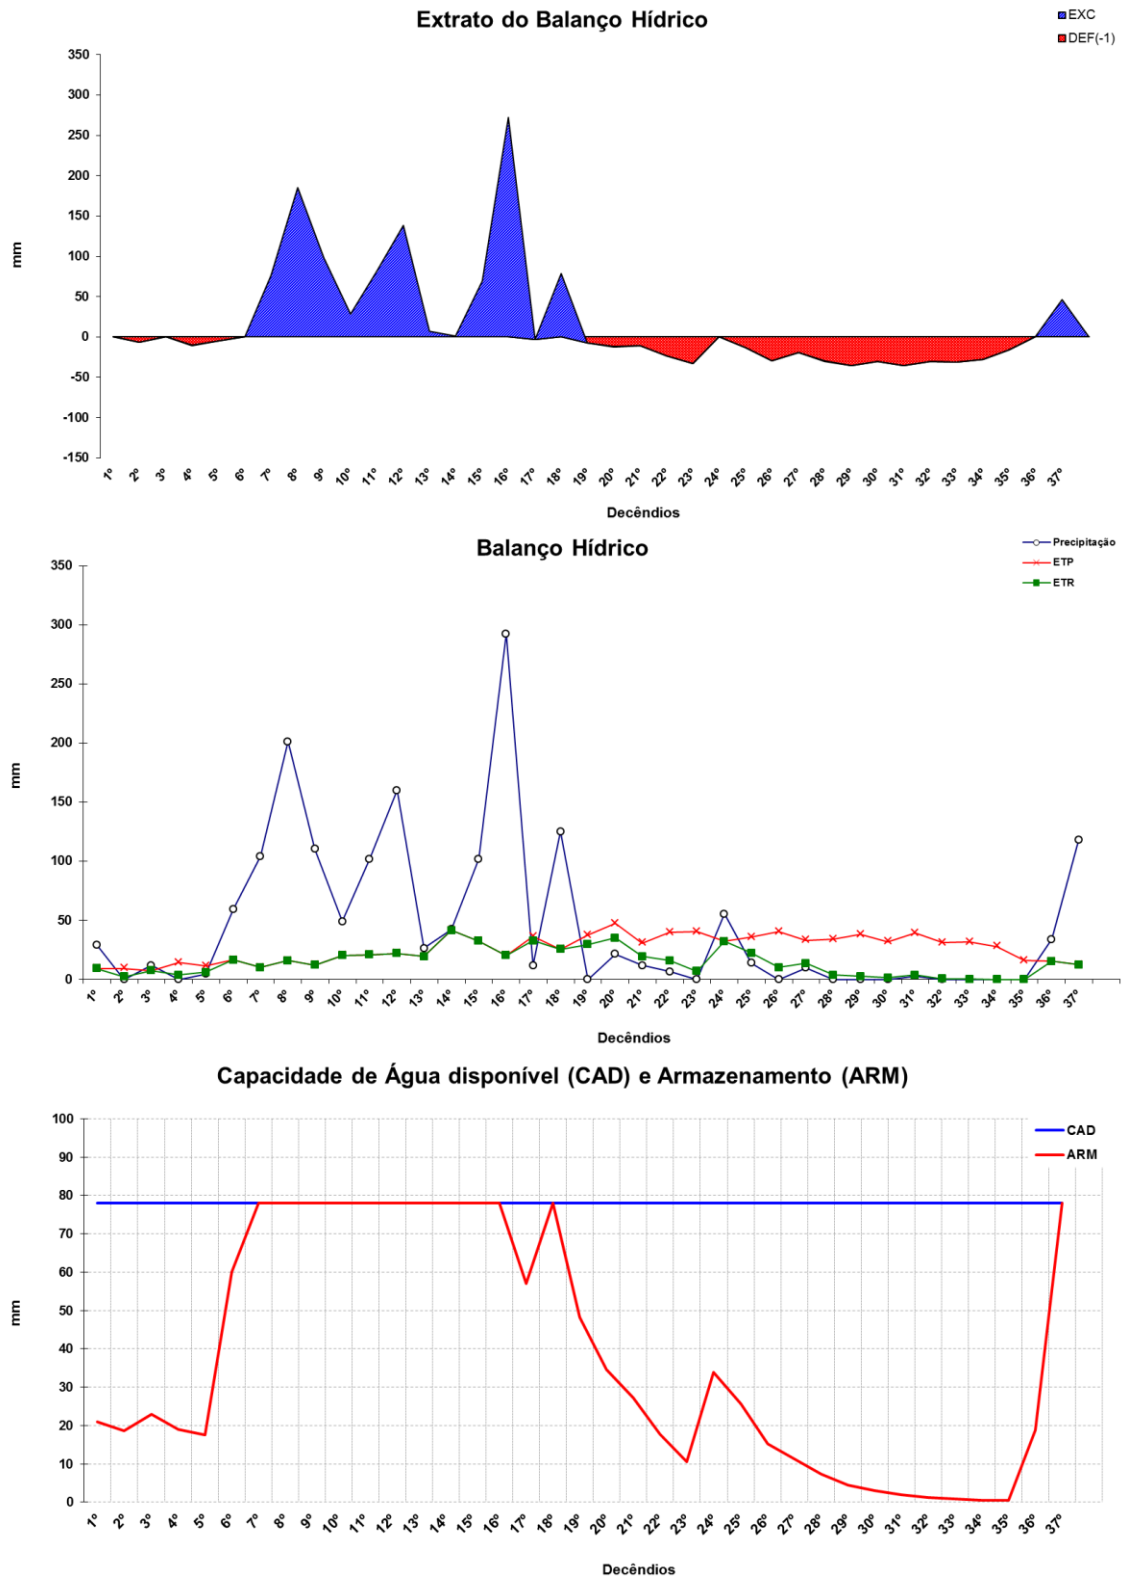 Extrato do Balanço Hídrico
EXC
DEF(-1)
350
300
250
200
150
100
50
0
-50
-100
-150
mm
1º 2º 3º 4º 5º 6º 7º 8º 9º 10º 11º 12º 13º 14º 15º 16º 17º 18º 19º 20º 21º 22º 23º 24º 25º 26º 27º 28º 29º 30º 31º 32º 33º 34º 35º 36º 37º
Decêndios
Balanço Hídrico
Precipitação
ETP
ETR
350
300
250
200
150
100
50
0
mm
1º 2º 3º 4º 5º 6º 7º 8º 9º 10º 11º 12º 13º 14º 15º 16º 17º 18º 19º 20º 21º 22º 23º 24º 25º 26º 27º 28º 29º 30º 31º 32º 33º 34º 35º 36º 37º
Decêndios
Capacidade de Água disponível (CAD) e Armazenamento (ARM)
CAD
ARM
100
90
80
70
60
50
40
30
20
10
0
mm
1º 2º 3º 4º 5º 6º 7º 8º 9º 10º 11º 12º 13º 14º 15º 16º 17º 18º 19º 20º 21º 22º 23º 24º 25º 26º 27º 28º 29º 30º 31º 32º 33º 34º 35º 36º 37º
Decêndios